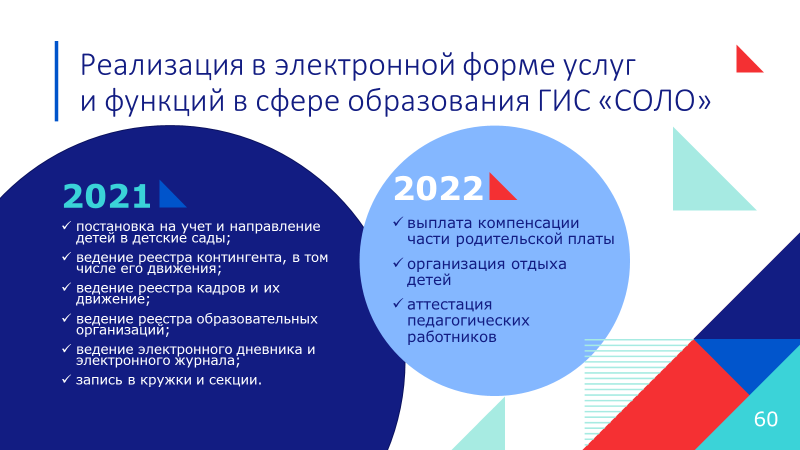 Реализация в электронной форме услуг
и функций в сфере образования ГИС «СОЛО»
2021
✓ постановка на учет и направление
детей в детские сады;
✓ ведение реестра контингента, в том
числе его движения;
✓ ведение реестра кадров и их
движение;
✓ ведение реестра образовательных
организаций;
✓ ведение электронного дневника и
электронного журнала;
✓ запись в кружки и секции.
2022
✓ выплата компенсации
части родительской платы
✓ организация отдыха
детей
✓ аттестация
педагогических
работников
60